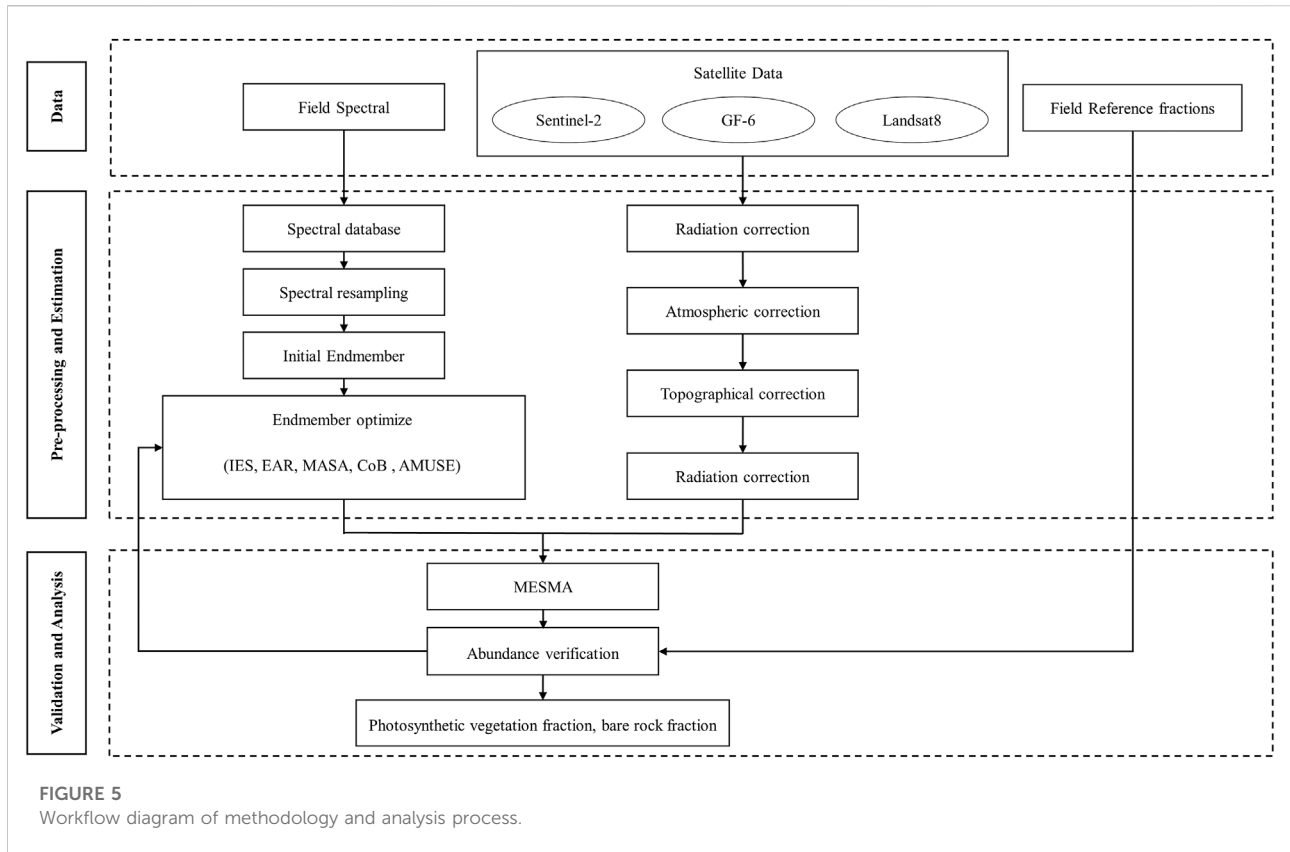 Data
Field Spectral
Satellite Data
Sentinel-2
GF-6
Landsat8
Field Reference fractions
Pre-processing and Estimation
Spectral database
Spectral resampling
Initial Endmember
Endmember optimize
(IES, EAR, MASA, CoB , AMUSE)
Radiation correction
Atmospheric correction
Topographical correction
Radiation correction
Validation and Analysis
MESMA
Abundance verification
Photosynthetic vegetation fraction, bare rock fraction
FIGURE 5
Workflow diagram of methodology and analysis process.